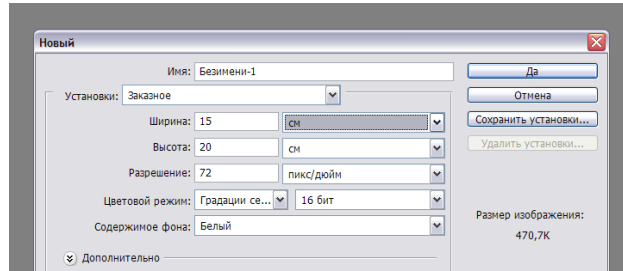 Новый
Имя: Безимени-1
Да
Установки: Заказное
Отмена
Ширина: 15 см
Сохранить установки...
Высота: 20 см
Удалить установки...
Разрешение: 72 пикс/дюйм
Цветовой режим: Градации се... 16 бит
Содержимое фона: Белый
Размер изображения:
470,7K
Дополнительно